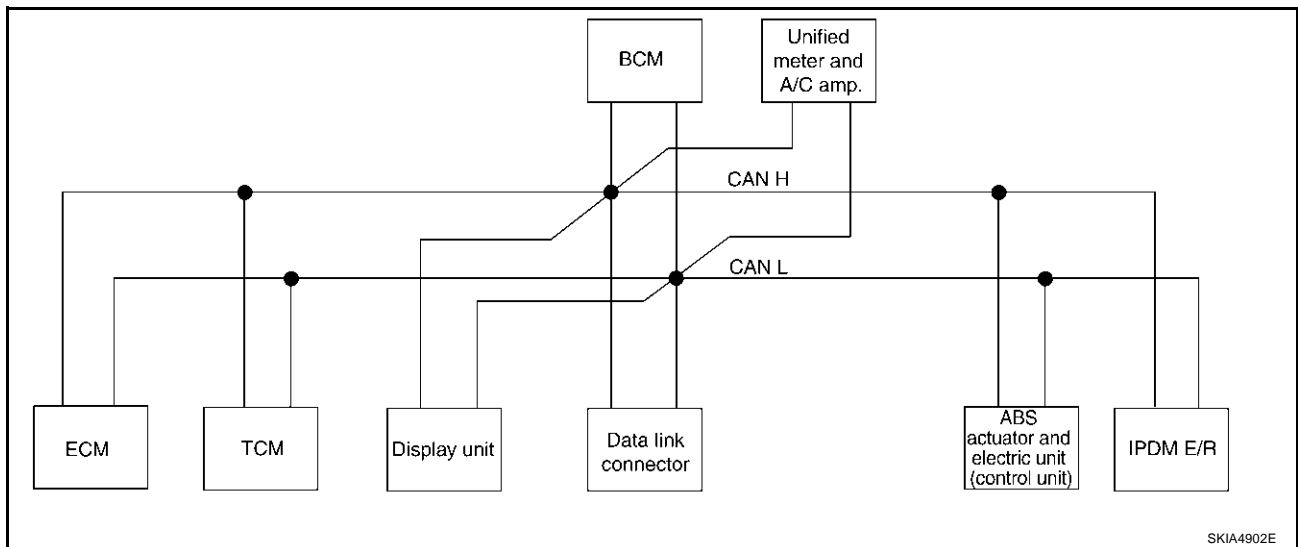 BCM
Unified
meter and
A/C amp.
CAN H
CAN L
ECM
TCM
Display unit
Data link
connector
ABS
actuator and
electric unit
(control unit)
IPDM E/R
SKIA4902E